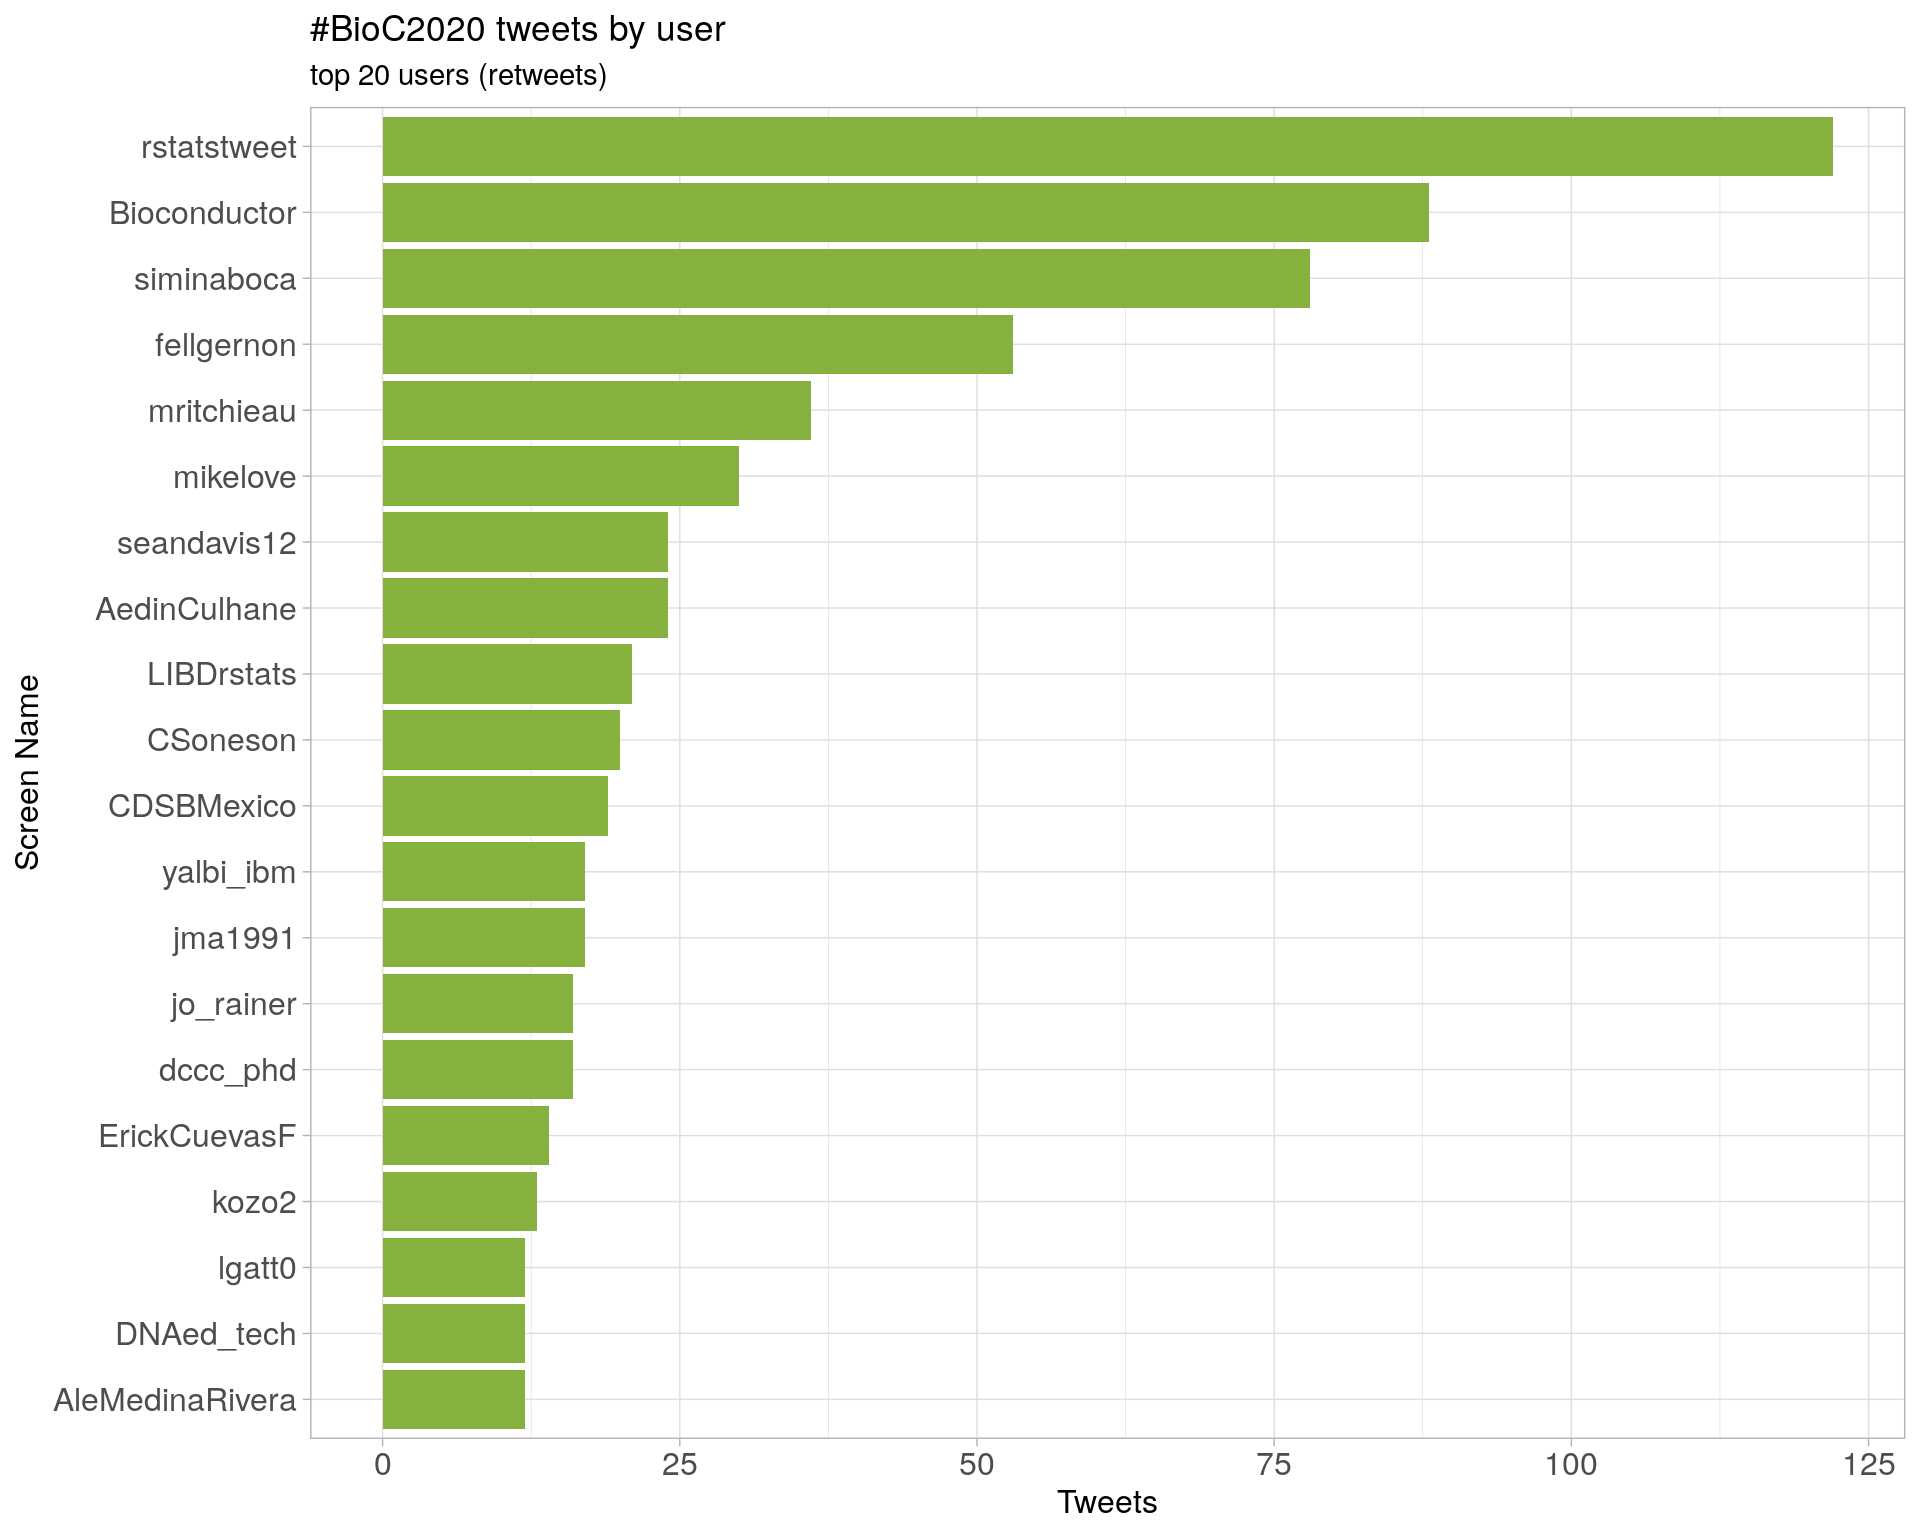 #BioC2020 tweets by user
top 20 users (retweets)
Screen Name
rstatstweet
Bioconductor
siminaboca
fellgernon
mritchieau
mikelove
seandavis12
AedinCulhane
LIBDrstats
CSoneson
CDSBMexico
yalbi_ibm
jma1991
jo_rainer
dccc_phd
ErickCuevasF
kozo2
lgatt0
DNAed_tech
AleMedinaRivera
0 25 50 75 100 125
Tweets